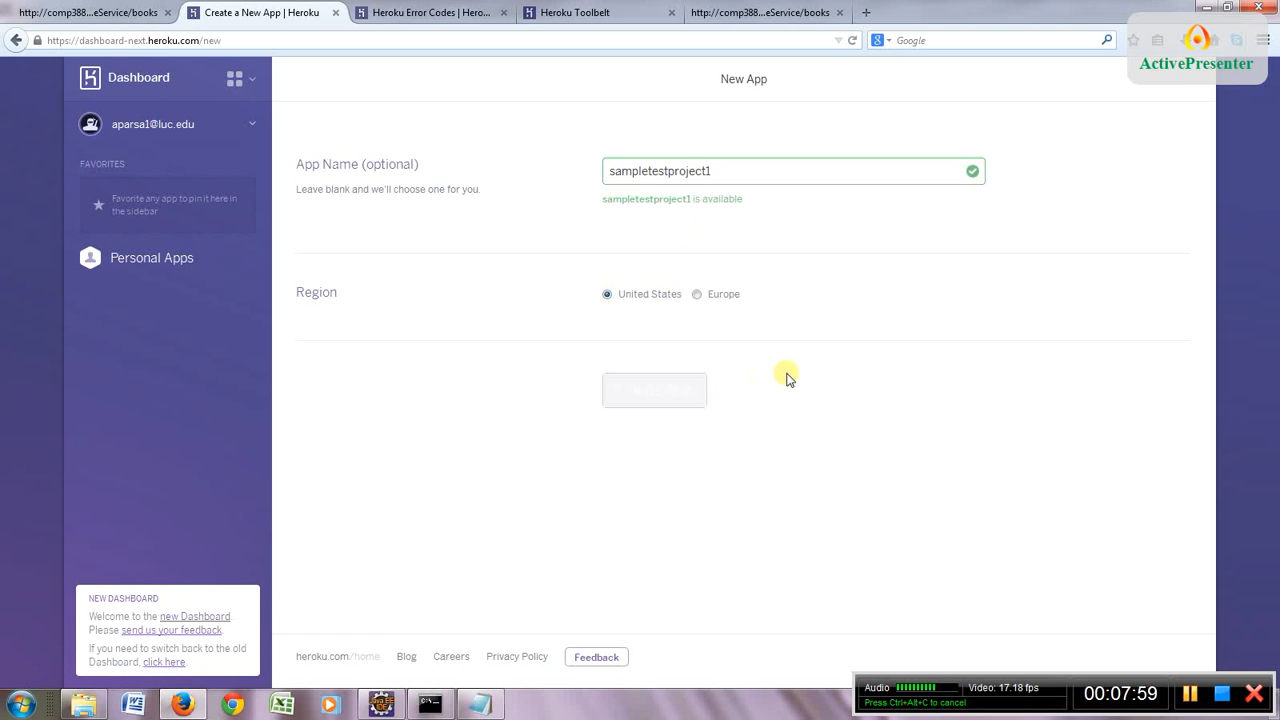 http://comp388...eService/books
Create a New App | Heroku
Heroku Error Codes | Hero...
Heroku Toolbelt
http://comp388...eService/books
https://dashboard-next.heroku.com/new
Google
ActivePresenter
Dashboard
New App
aparsa1@luc.edu
FAVORITES
Favorite any app to pin it here in
the sidebar
Personal Apps
App Name (optional)
Leave blank and we'll choose one for you.
sampletestproject1
sampletestproject1 is available
Region
United States
Europe
NEW DASHBOARD
Welcome to the new Dashboard.
Please send us your feedback.
If you need to switch back to the old
Dashboard, click here.
heroku.com/home
Blog
Careers
Privacy Policy
Feedback
Audio
Video: 17.18 fps
Press Ctrl+Alt+C to cancel
00:07:59